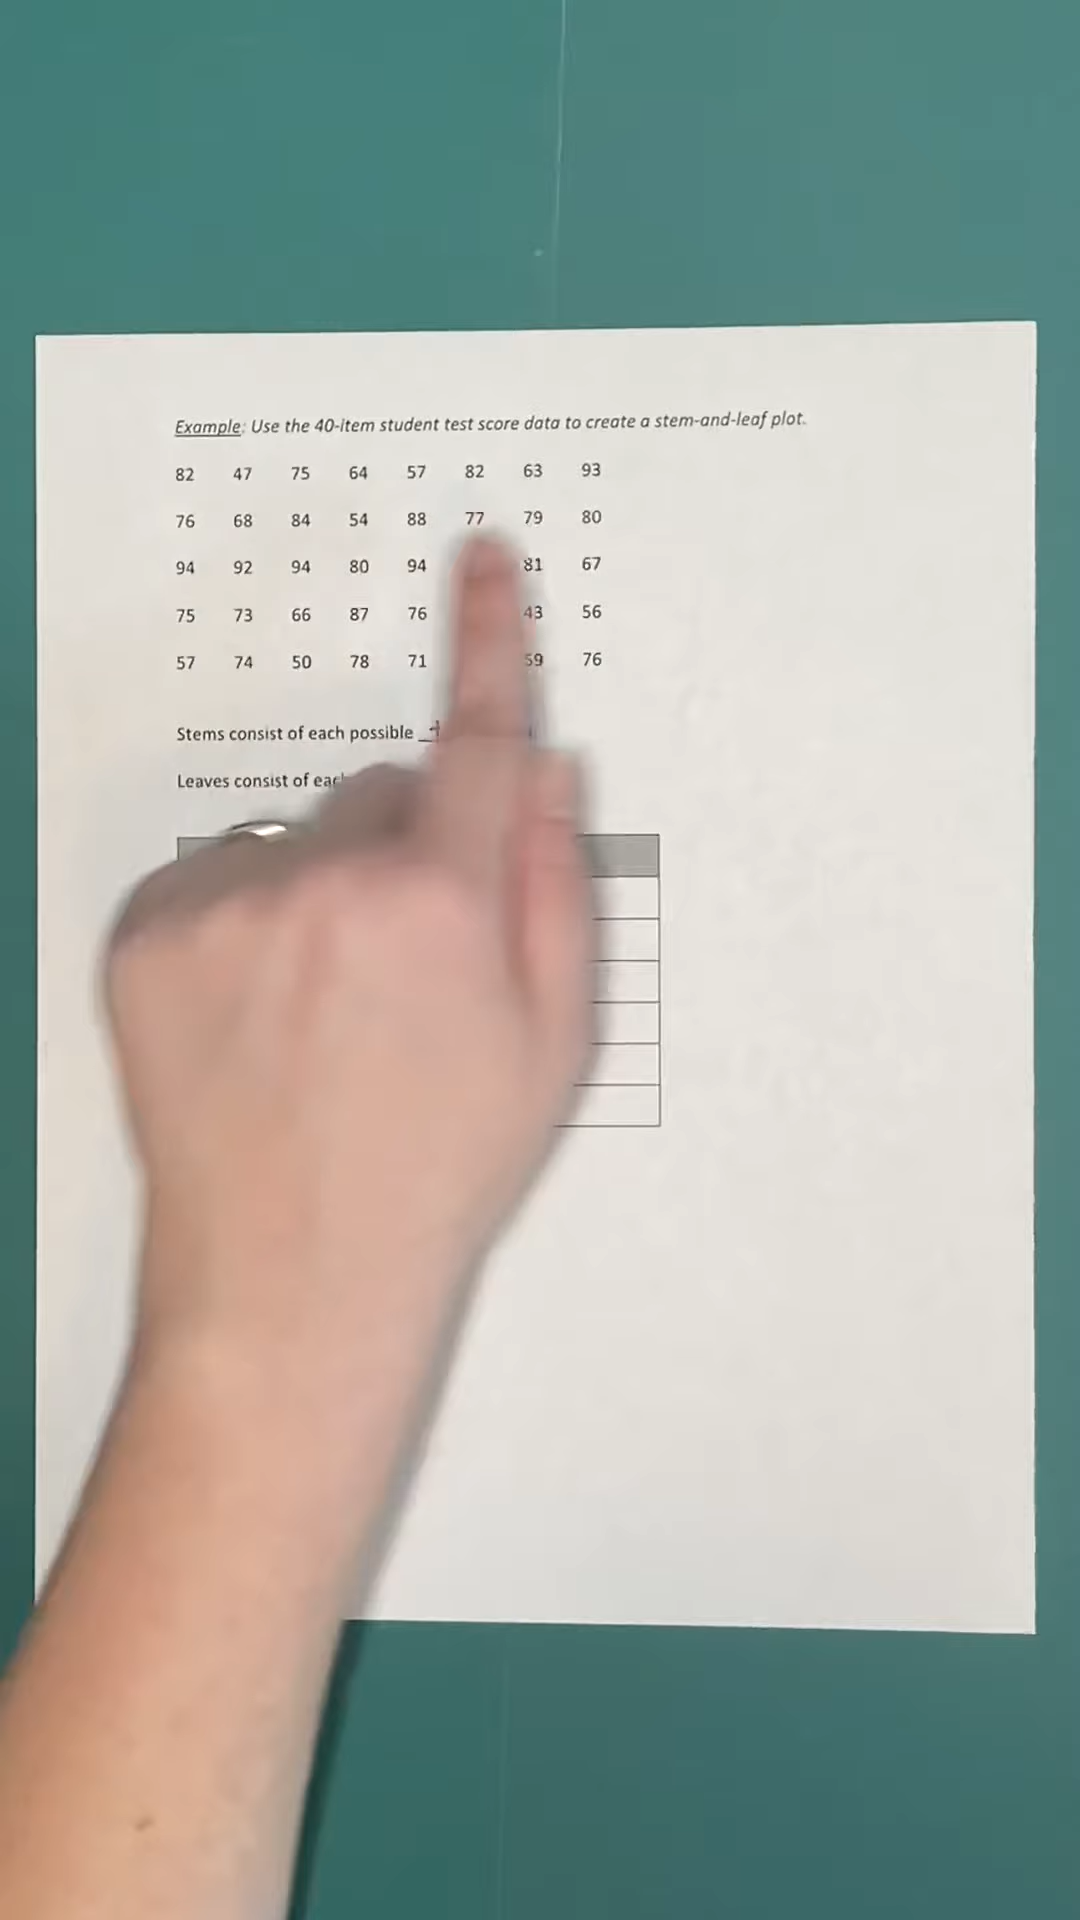 Example: Use the 40-item student test score data to create a stem-and-leaf plot.
82 47 75 64 57 82 63 93
76 68 84 54 88 77 79 80
94 92 94 80 94 81 67
75 73 66 87 76 43 56
57 74 50 78 71 59 76
Stems consist of each possible
Leaves consist of